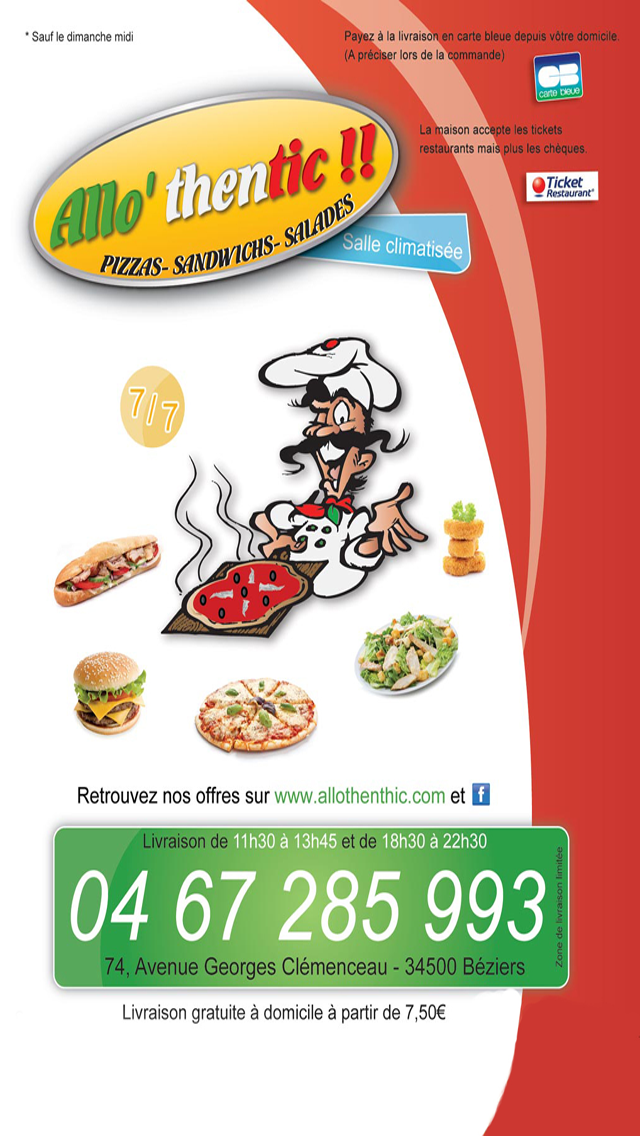 * Sauf le dimanche midi
Payez à la livraison en carte bleue depuis vôtre domicile.
(A préciser lors de la commande)
CB
carte bleue
La maison accepte les tickets
restaurants mais plus les chèques.
Ticket
Restaurant®
Allo' thentic !!
PIZZAS- SANDWICHS- SALADES
Salle climatisée
7/7
Retrouvez nos offres sur www.allothenthic.com et f
Livraison de 11h30 à 13h45 et de 18h30 à 22h30
04 67 285 993
74, Avenue Georges Clémenceau - 34500 Béziers
Zone de livraison limitée
Livraison gratuite à domicile à partir de 7,50€